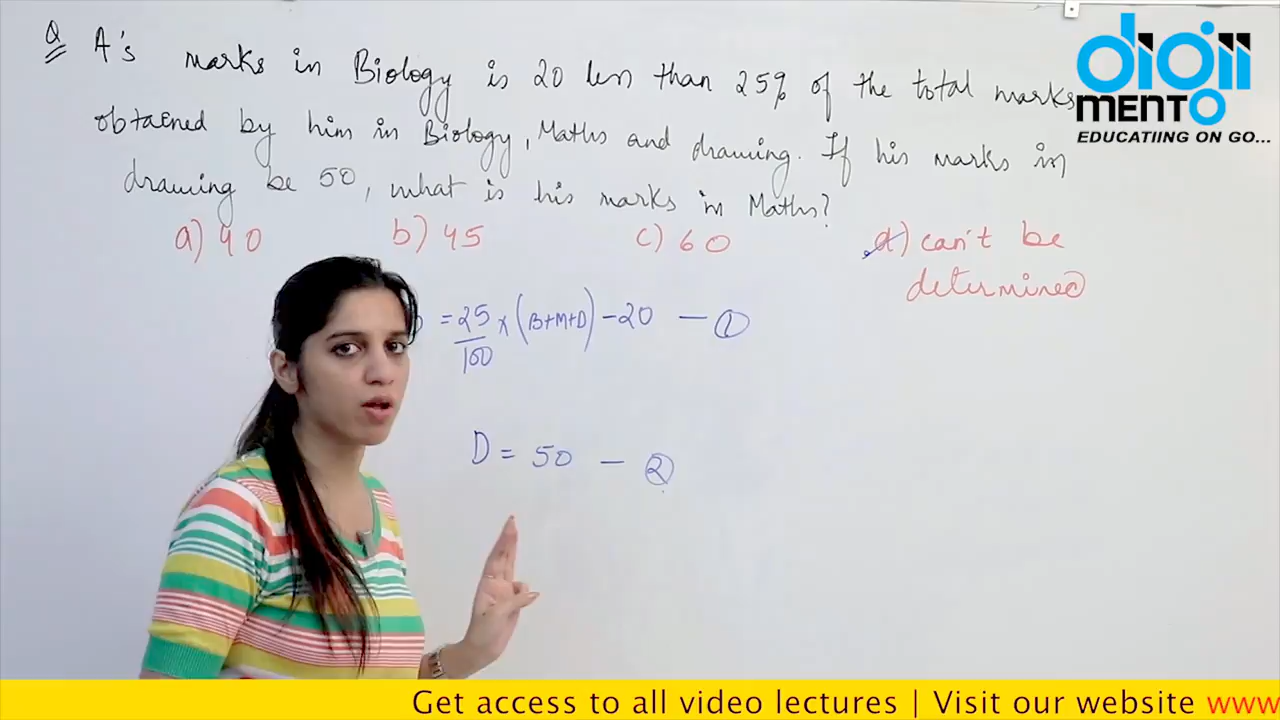 Q A's marks in Biology is 20 less than 25% of the total marks
obtaened by him in Biology, Maths and drawing. If his marks in
drawing be 50, what is his marks in Maths?
a) 40 b) 45 c) 60 d) can't be
determined
= 25/100 × (B+M+D) - 20 — ①
D = 50 — ②
DIGII
MENTO
EDUCATIING ON GO...
Get access to all video lectures | Visit our website www